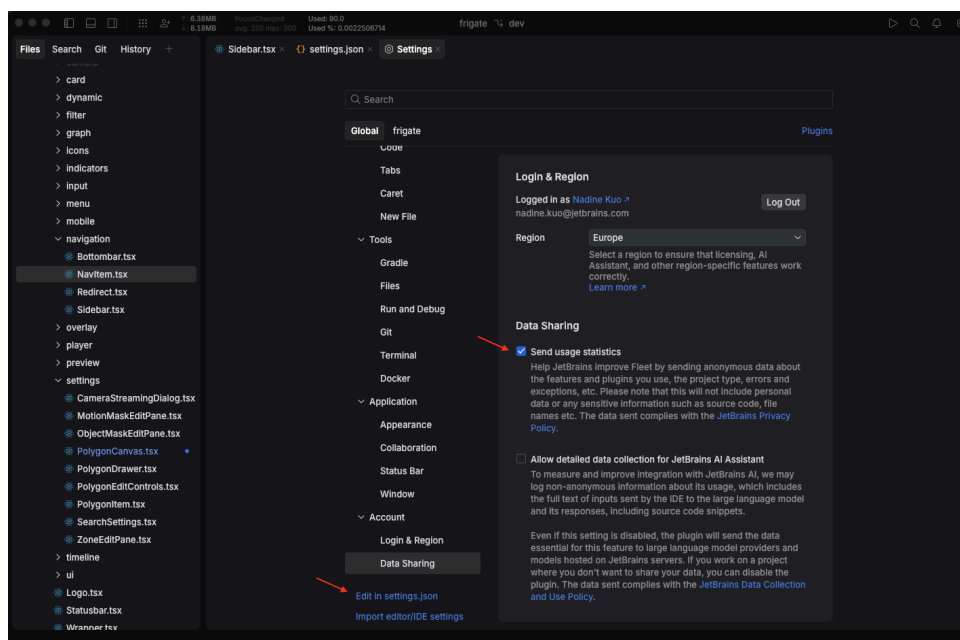 ↑ 6.38MB
↓ 8.18MB
FocusChanged
avg: 250 max: 300
Used: 90.0
Used %: 0.0022506714
frigate dev
Files Search Git History +
Sidebar.tsx
{} settings.json
Settings
card
dynamic
filter
graph
icons
indicators
input
menu
mobile
navigation
Bottombar.tsx
NavItem.tsx
Redirect.tsx
Sidebar.tsx
overlay
player
preview
settings
CameraStreamingDialog.tsx
MotionMaskEditPane.tsx
ObjectMaskEditPane.tsx
PolygonCanvas.tsx
PolygonDrawer.tsx
PolygonEditControls.tsx
PolygonItem.tsx
SearchSettings.tsx
ZoneEditPane.tsx
timeline
ui
Logo.tsx
Statusbar.tsx
Wrapper.tsx
Search
Global frigate Plugins
Code
Tabs
Caret
New File
Tools
Gradle
Files
Run and Debug
Git
Terminal
Docker
Application
Appearance
Collaboration
Status Bar
Window
Account
Login & Region
Data Sharing
Edit in settings.json
Import editor/IDE settings
Login & Region
Logged in as Nadine Kuo ↗
nadine.kuo@jetbrains.com
Log Out
Region Europe
Select a region to ensure that licensing, AI
Assistant, and other region-specific features work
correctly.
Learn more ↗
Data Sharing
Send usage statistics
Help JetBrains improve Fleet by sending anonymous data about
the features and plugins you use, the project type, errors and
exceptions, etc. Please note that this will not include personal
data or any sensitive information such as source code, file
names etc. The data sent complies with the JetBrains Privacy
Policy.
Allow detailed data collection for JetBrains AI Assistant
To measure and improve integration with JetBrains AI, we may
log non-anonymous information about its usage, which includes
the full text of inputs sent by the IDE to the large language model
and its responses, including source code snippets.
Even if this setting is disabled, the plugin will send the data
essential for this feature to large language model providers and
models hosted on JetBrains servers. If you work on a project
where you don't want to share your data, you can disable the
plugin. The data sent complies with the JetBrains Data Collection
and Use Policy.